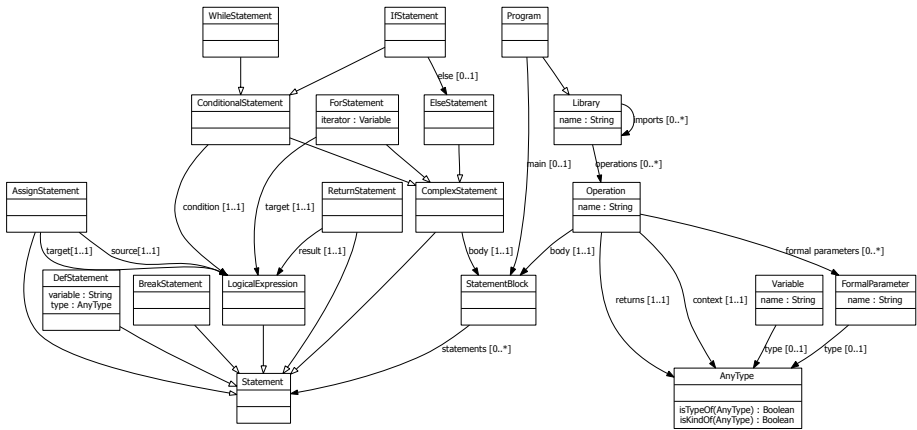 WhileStatement
IfStatement
Program
else [0..1]
ConditionalStatement
ForStatement
iterator : Variable
ElseStatement
Library
name : String
imports [0..*]
main [0..1]
operations [0..*]
AssignStatement
condition [1..1]
target [1..1]
ReturnStatement
ComplexStatement
Operation
name : String
target[1..1]
source[1..1]
result [1..1]
body [1..1]
body [1..1]
formal parameters [0..*]
DefStatement
variable : String
type : AnyType
BreakStatement
LogicalExpression
StatementBlock
returns [1..1]
context [1..1]
Variable
name : String
FormalParameter
name : String
statements [0..*]
type [0..1]
type [0..1]
Statement
AnyType
isTypeOf(AnyType) : Boolean
isKindOf(AnyType) : Boolean